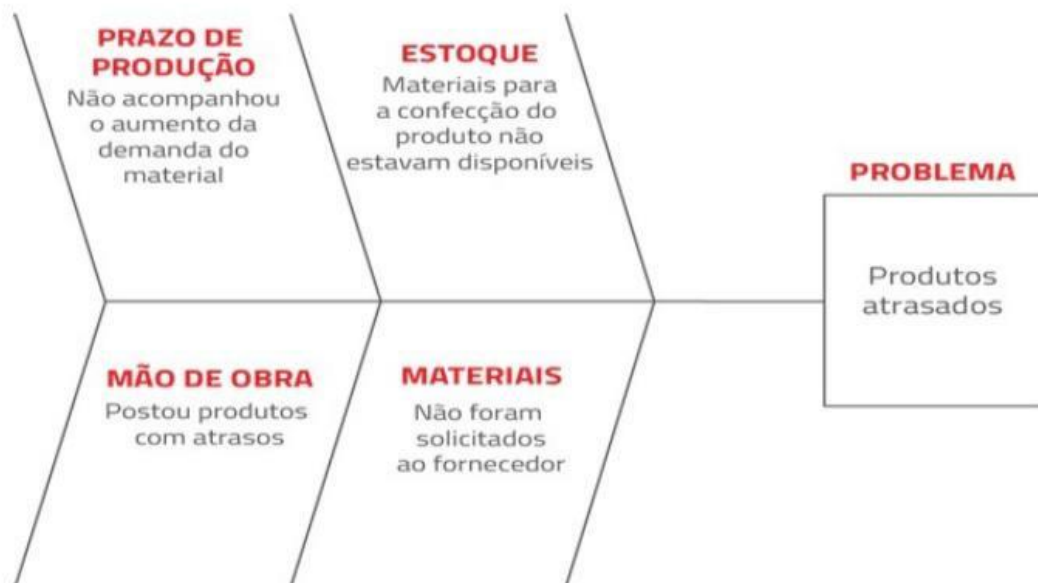 PRAZO DE
PRODUÇÃO
Não acompanhou
o aumento da
demanda do
material
ESTOQUE
Materiais para
a confecção do
produto não
estavam disponíveis
PROBLEMA
Produtos
atrasados
MÃO DE OBRA
Postou produtos
com atrasos
MATERIAIS
Não foram
solicitados
ao fornecedor